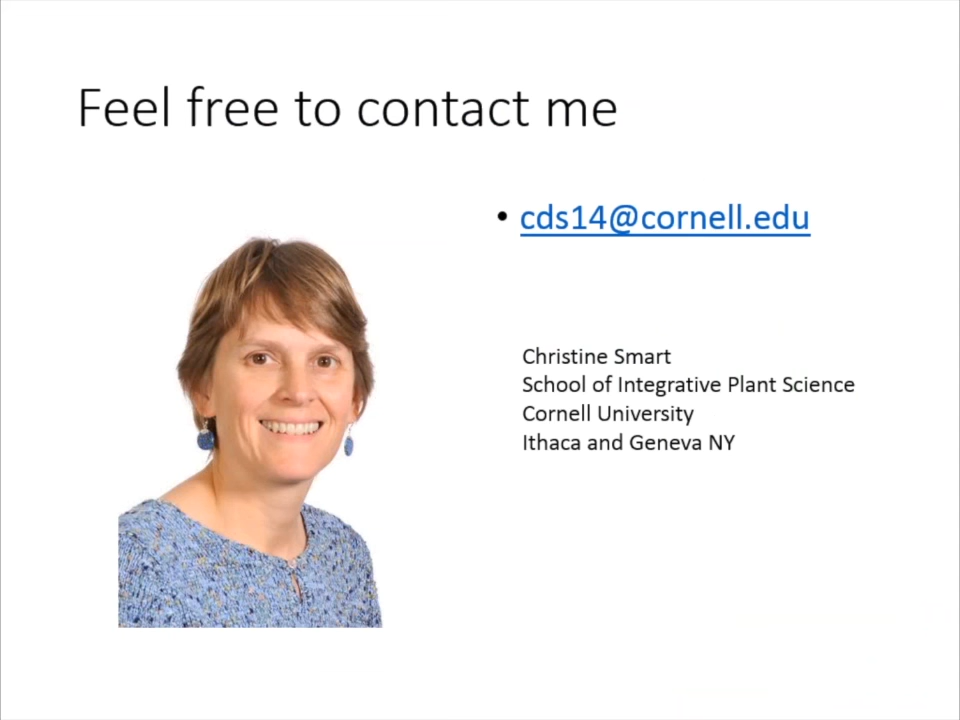 Feel free to contact me
• cds14@cornell.edu
Christine Smart
School of Integrative Plant Science
Cornell University
Ithaca and Geneva NY